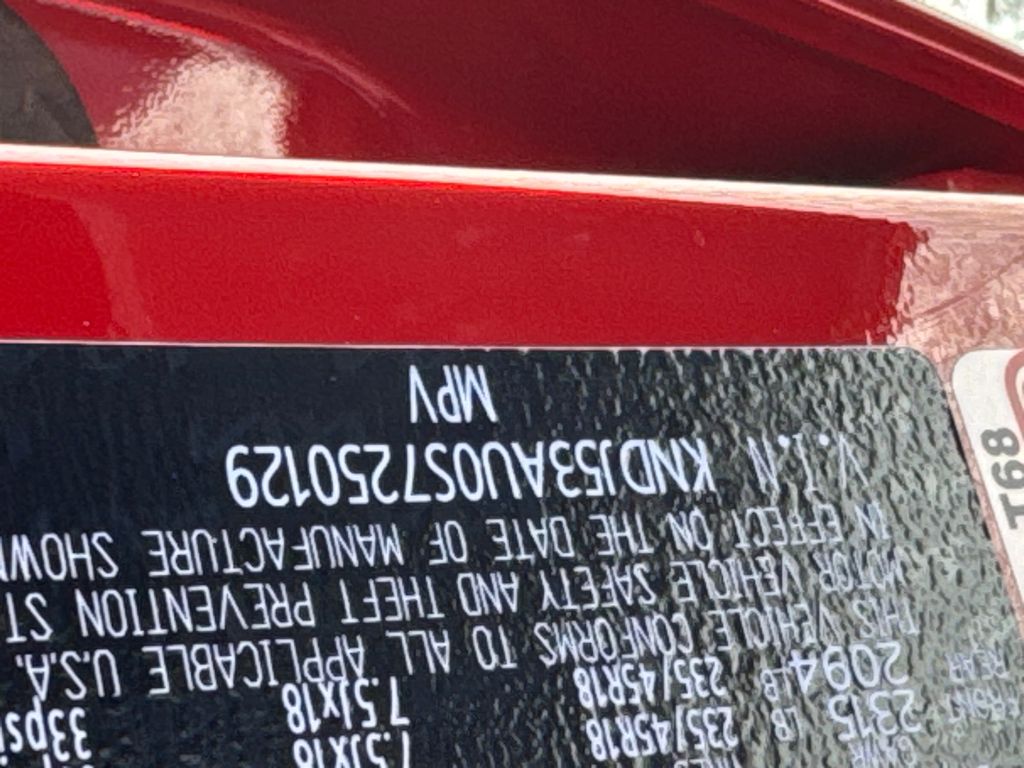 FRONT 2315 LB 235/45R18 7.5Jx18
REAR 2094LB 235/45R18 7.5Jx18 33psi
THIS VEHICLE CONFORMS TO ALL APPLICABLE U.S.A.
MOTOR VEHICLE SAFETY AND THEFT PREVENTION ST
IN EFFECT ON THE DATE OF MANUFACTURE SHOWN
V.I.N KNDJ53AU0S7250129
MPV
T68